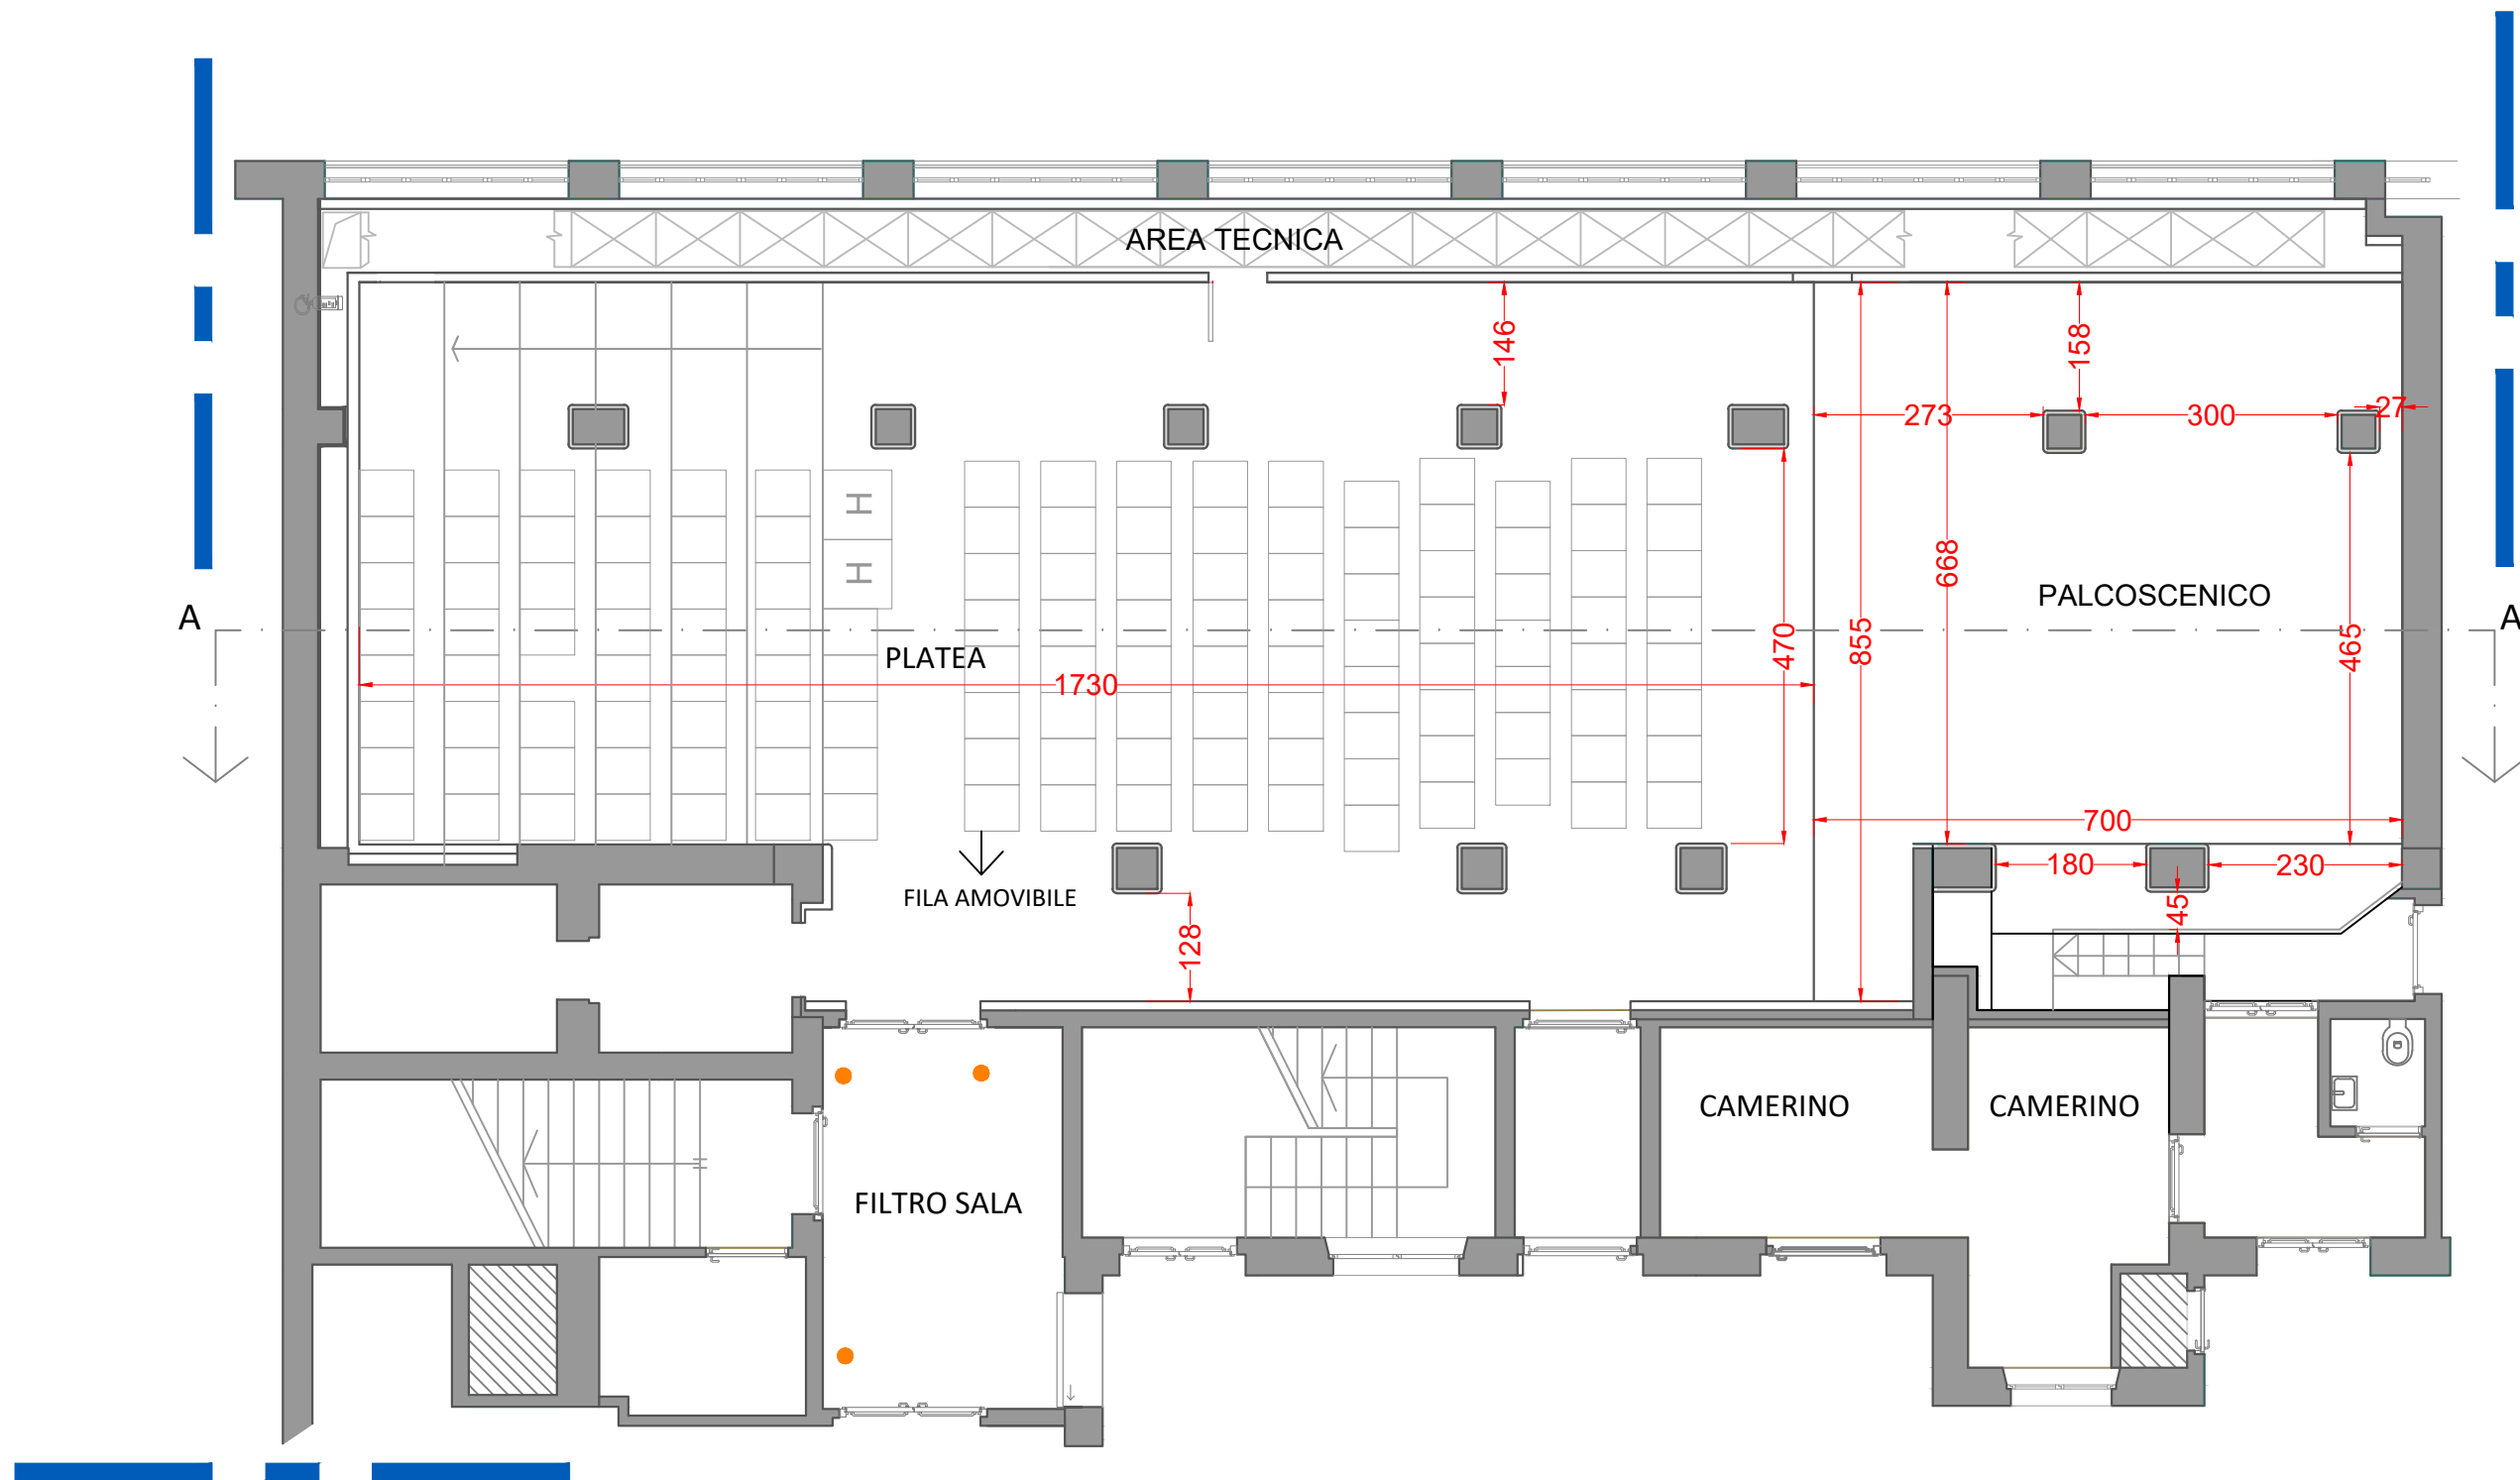 AREA TECNICA
146
158
273
300
27
H
H
668
PALCOSCENICO
A
A
855
470
465
PLATEA
1730
700
180
230
FILA AMOVIBILE
45
128
CAMERINO
CAMERINO
FILTRO SALA